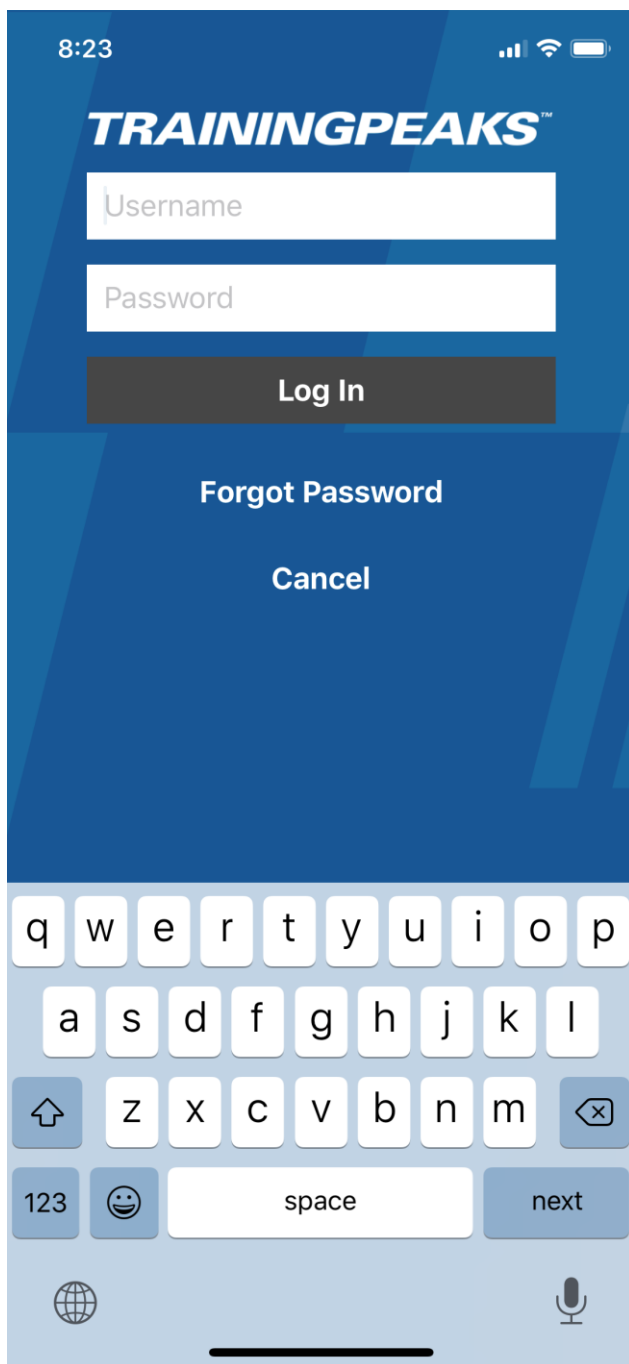 8:23
TRAININGPEAKS™
Username
Password
Log In
Forgot Password
Cancel
q w e r t y u i o p
a s d f g h j k l
z x c v b n m
123 space next